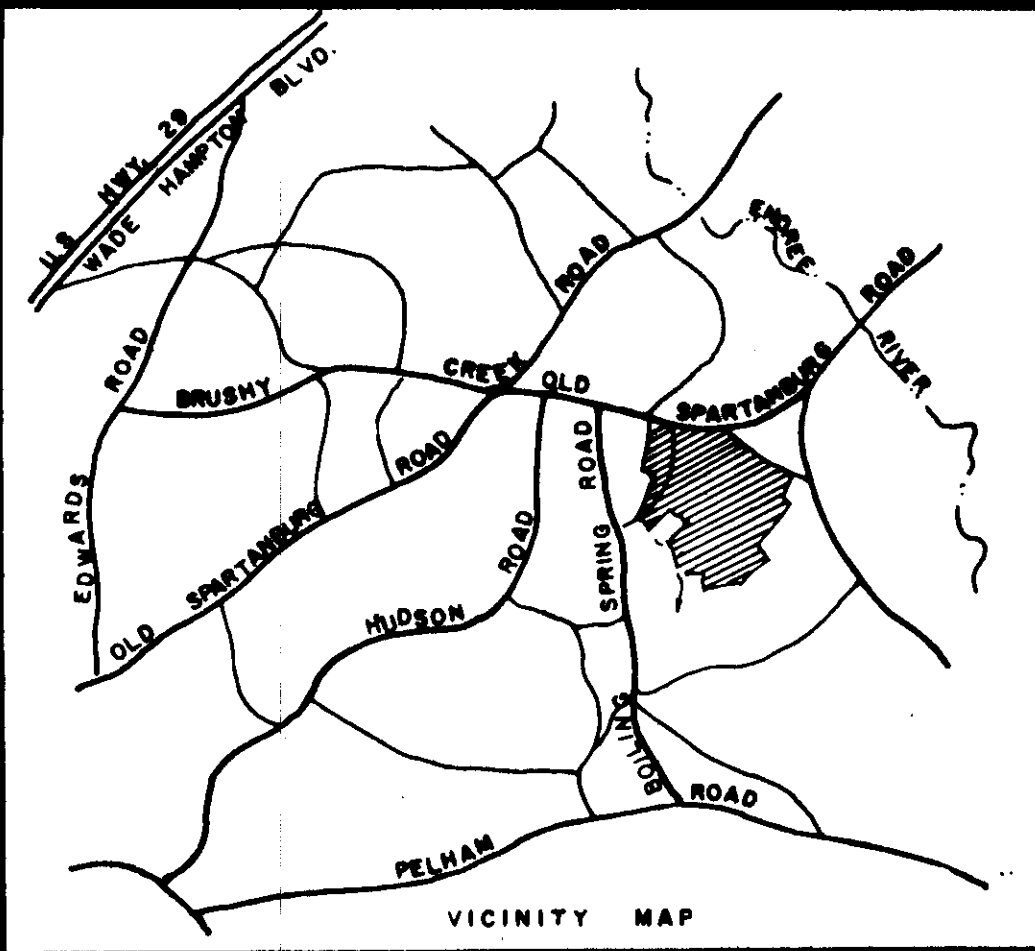 U.S. HWY. 29
WADE HAMPTON BLVD.
ENOREE RIVER
ROAD
ROAD
BRUSHY CREEK ROAD
OLD SPARTANBURG ROAD
EDWARDS ROAD
OLD SPARTANBURG ROAD
HUDSON ROAD
BOILING SPRING ROAD
PELHAM ROAD
VICINITY MAP